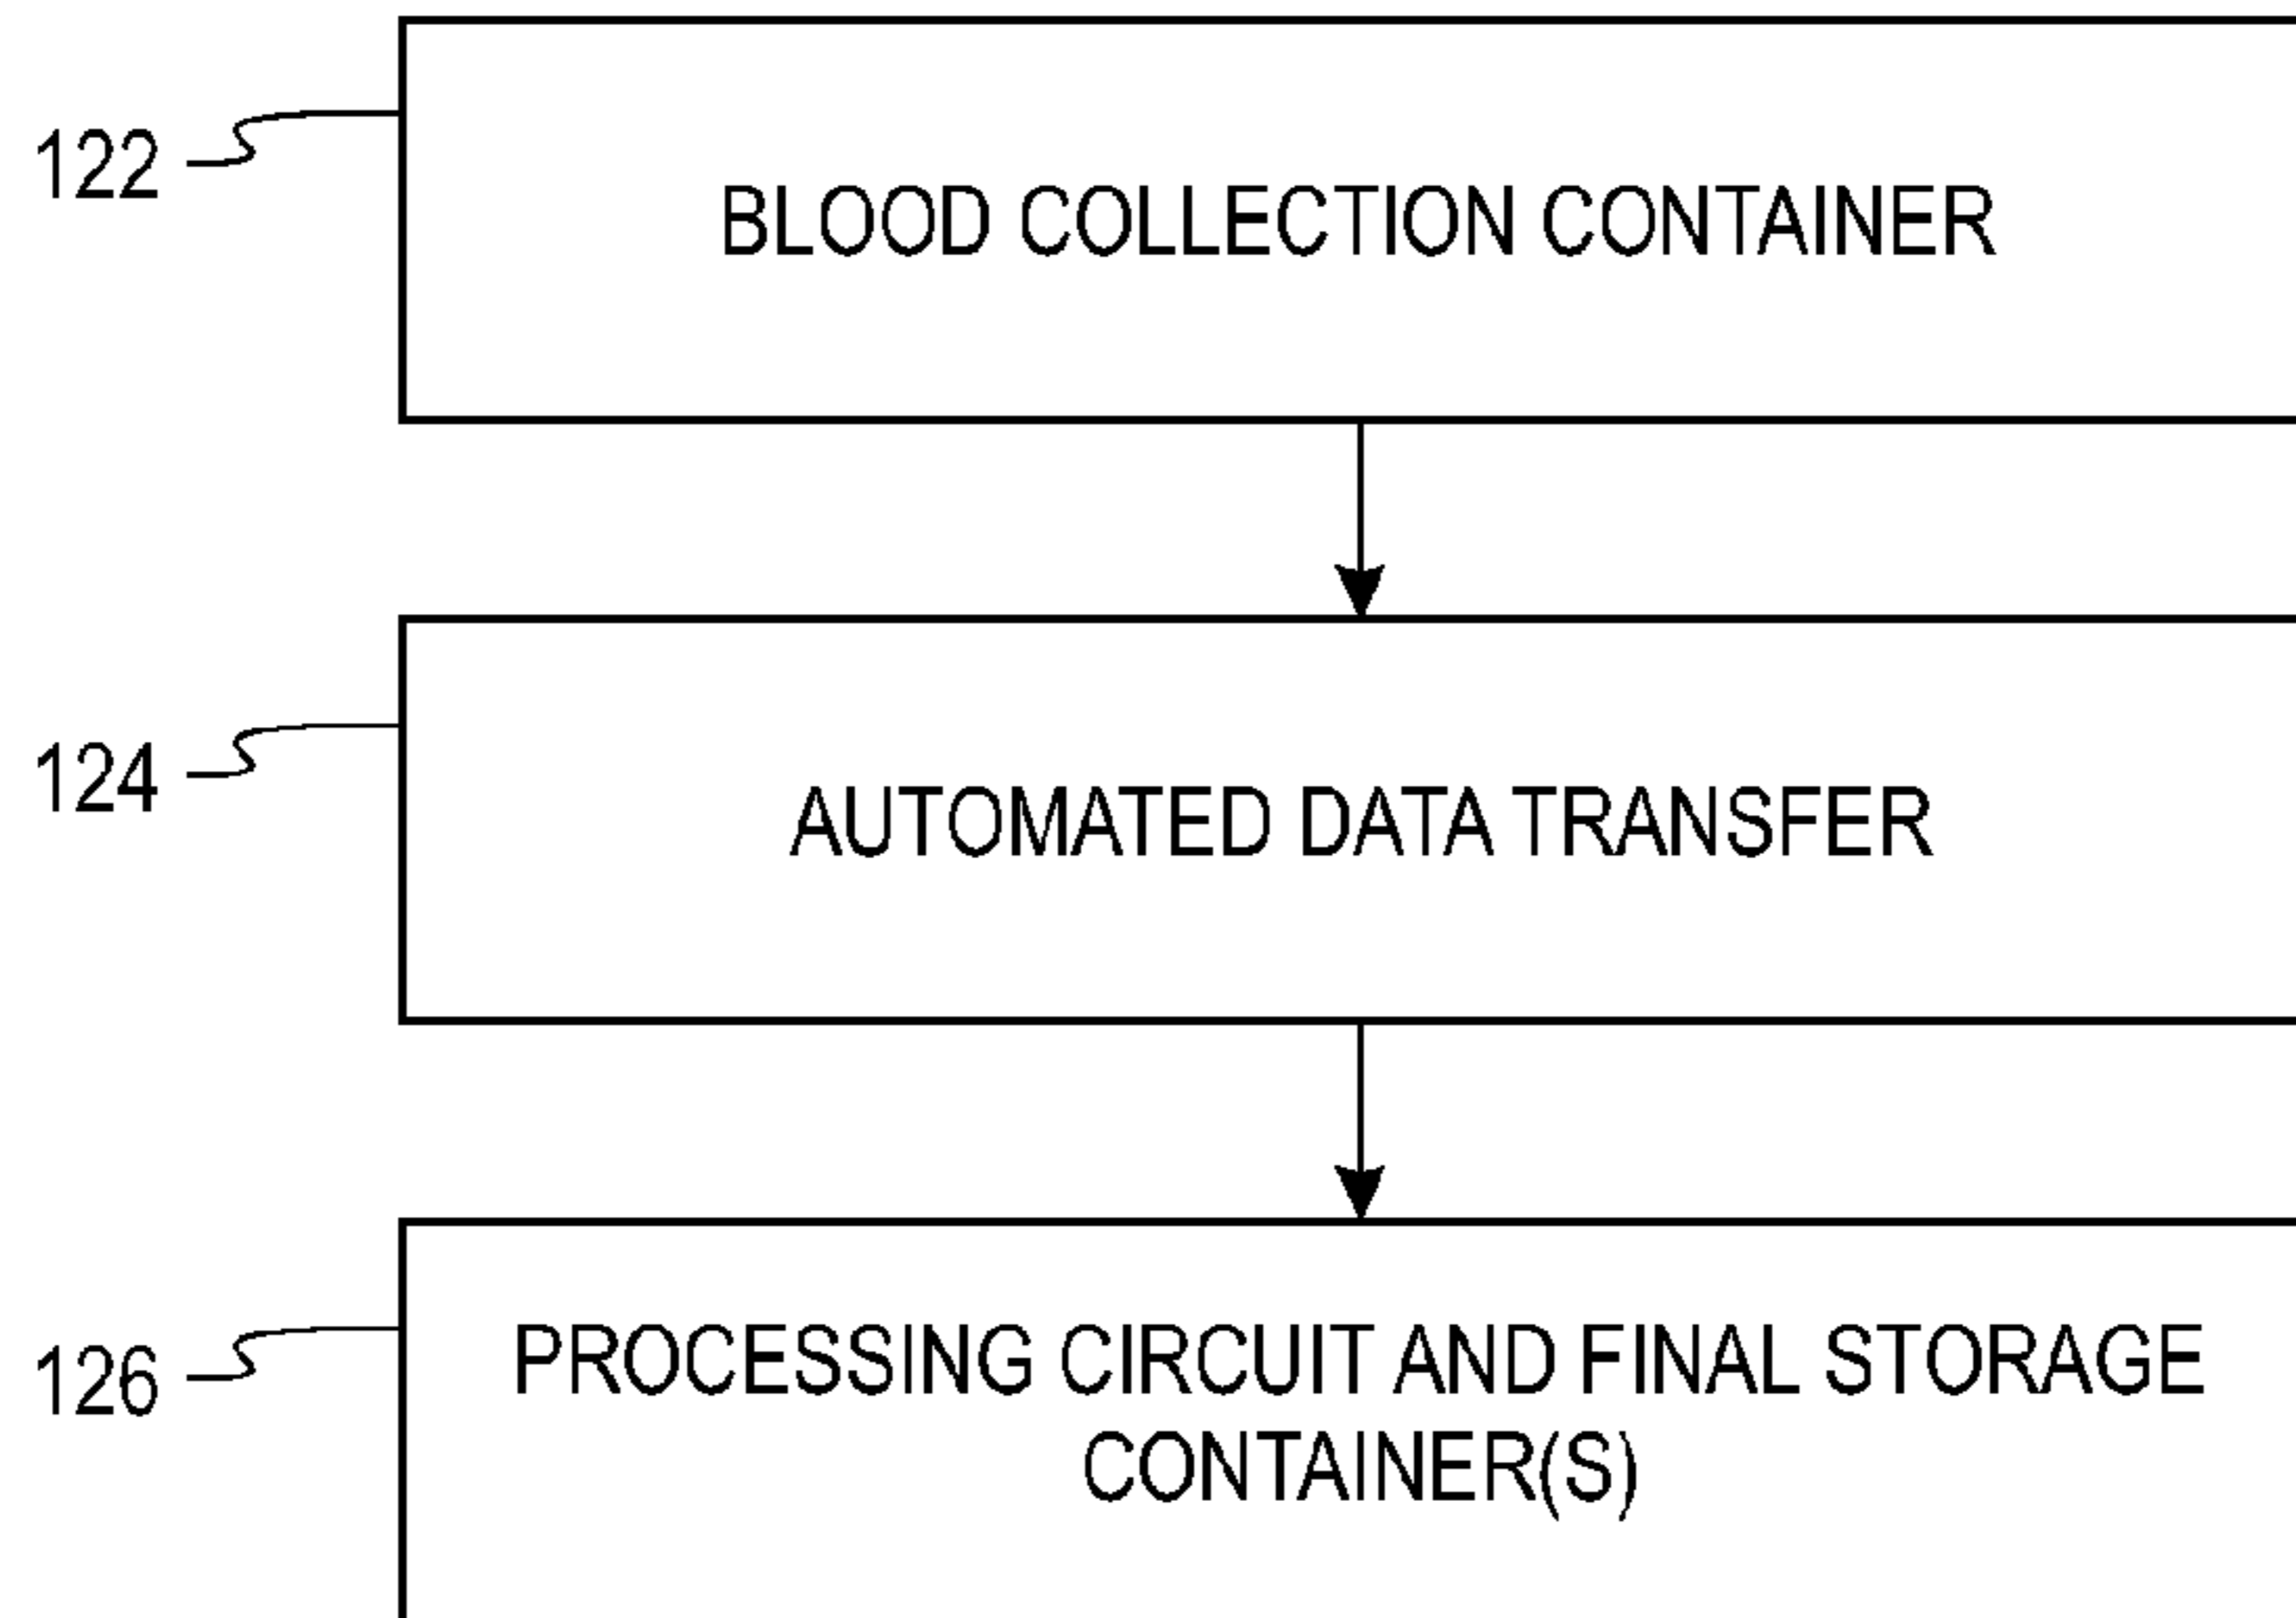 122
BLOOD COLLECTION CONTAINER
124
AUTOMATED DATA TRANSFER
126
PROCESSING CIRCUIT AND FINAL STORAGE
CONTAINER(S)